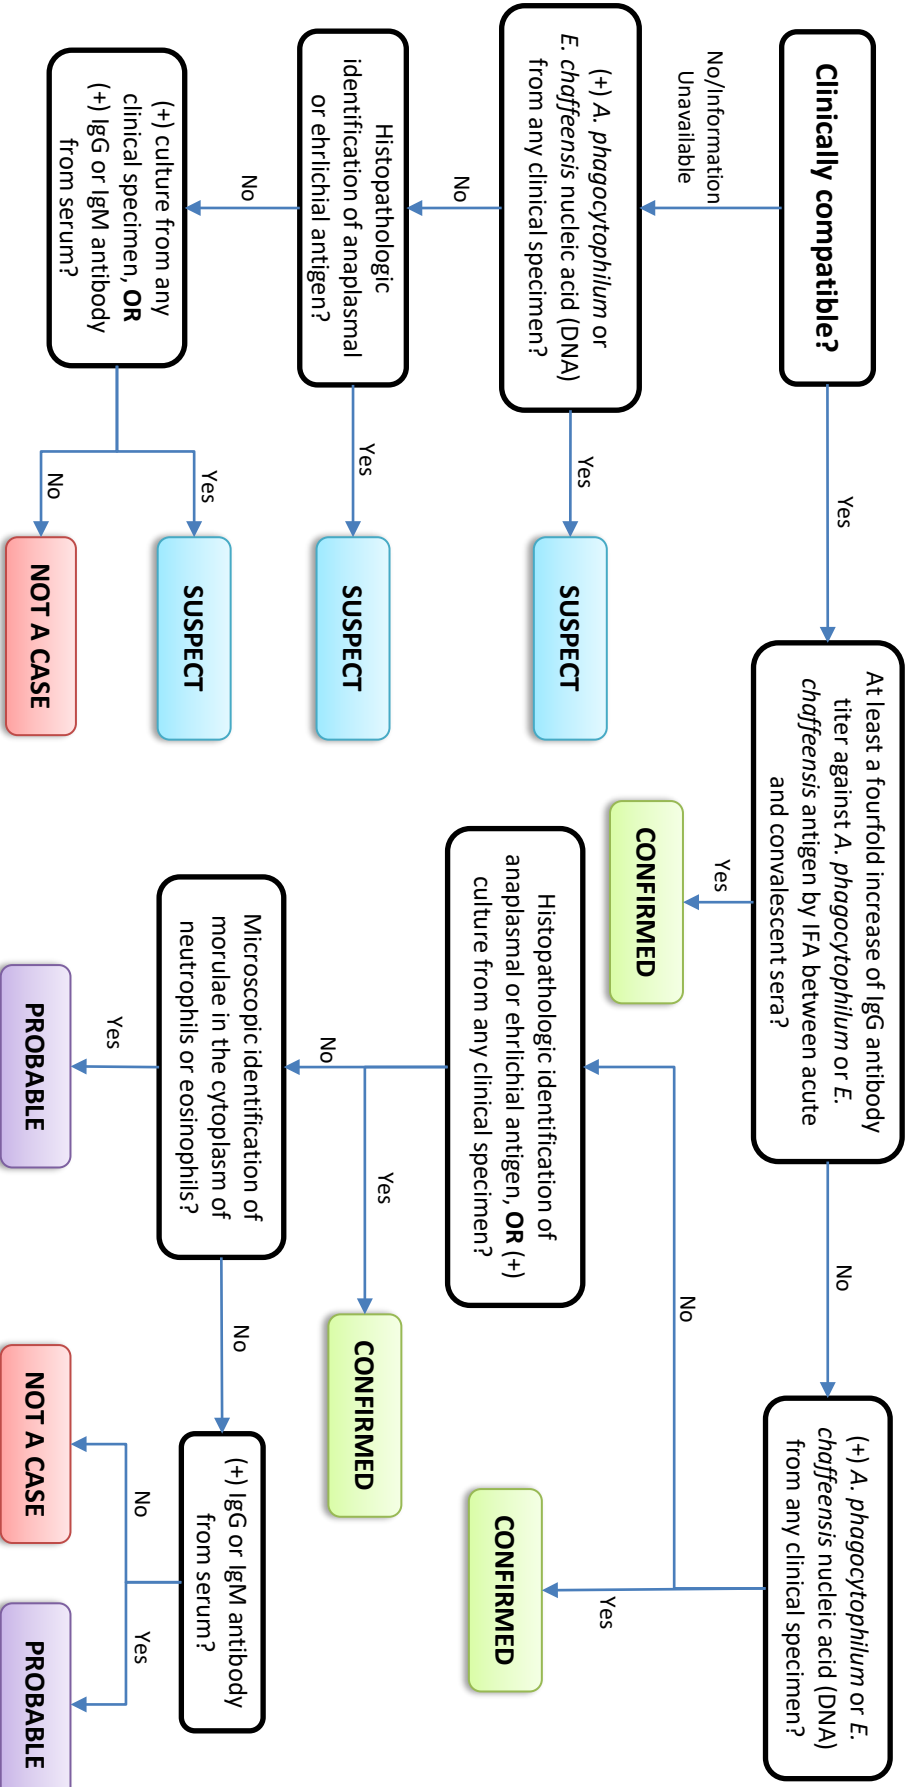 Clinically compatible?
Yes
At least a fourfold increase of IgG antibody
titer against A. phagocytophilum or E.
chaffeensis antigen by IFA between acute
and convalescent sera?
No
(+) A. phagocytophilum or E.
chaffeensis nucleic acid (DNA)
from any clinical specimen?
No/Information
Unavailable
Yes
CONFIRMED
No
Yes
CONFIRMED
(+) A. phagocytophilum or
E. chaffeensis nucleic acid (DNA)
from any clinical specimen?
Yes
SUSPECT
No
Histopathologic identification of
anaplasmal or ehrlichial antigen, OR (+)
culture from any clinical specimen?
Yes
CONFIRMED
No
Histopathologic
identification of anaplasmal
or ehrlichial antigen?
Yes
SUSPECT
No
Microscopic identification of
morulae in the cytoplasm of
neutrophils or eosinophils?
No
(+) IgG or IgM antibody
from serum?
(+) culture from any
clinical specimen, OR
(+) IgG or IgM antibody
from serum?
Yes
SUSPECT
No
NOT A CASE
Yes
PROBABLE
No
NOT A CASE
Yes
PROBABLE